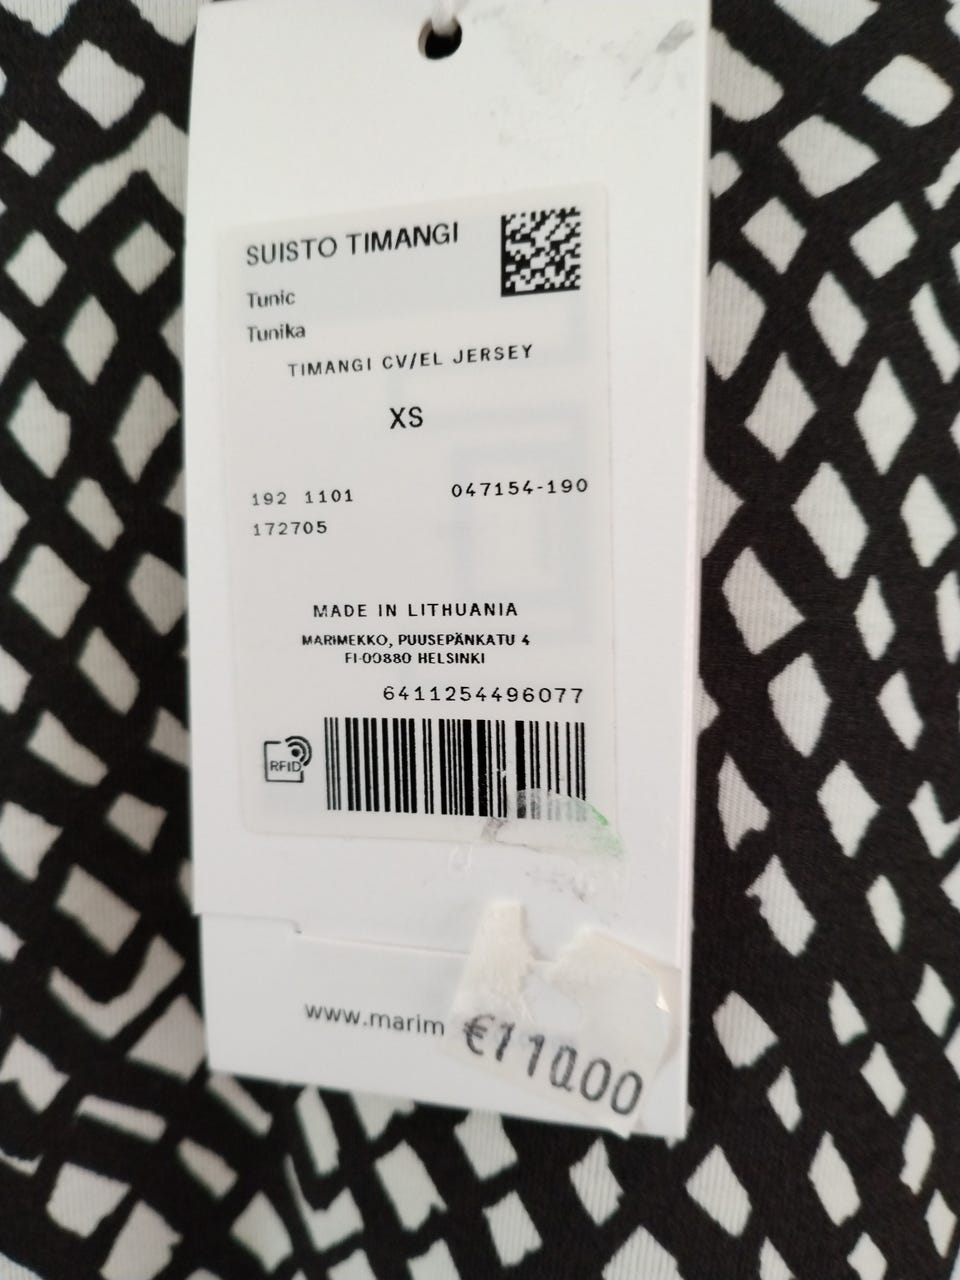 SUISTO TIMANGI
Tunic
Tunika
TIMANGI CV/EL JERSEY
XS
192 1101 047154-190
172705
MADE IN LITHUANIA
MARIMEKKO, PUUSEPÄNKATU 4
FI-00880 HELSINKI
6411254496077
RFID
www.marim
€110.00